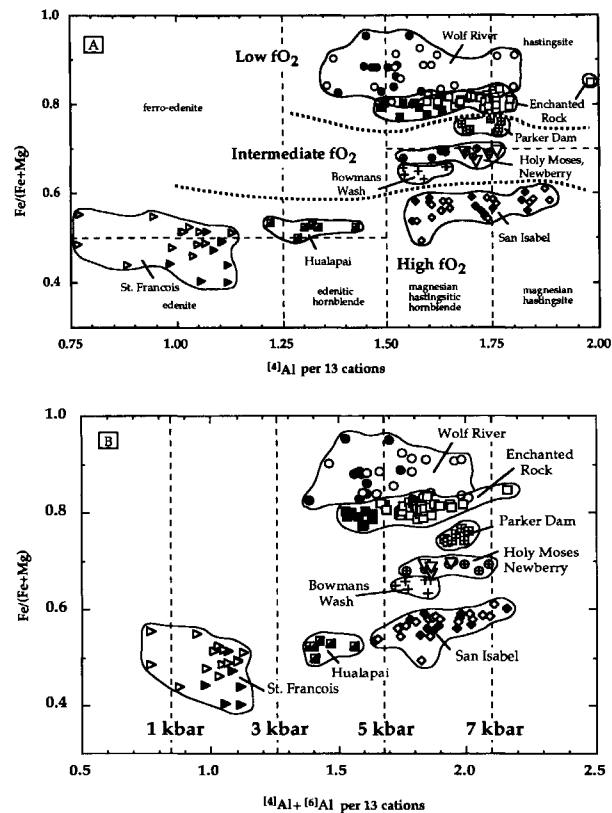 1.0
A
Low fO2
Wolf River
hastingsite
0.8
ferro-edenite
Enchanted
Rock
Parker Dam
Intermediate fO2
Holy Moses,
Newberry
Bowmans
Wash
0.6
Fe/(Fe+Mg)
San Isabel
Hualapai
High fO2
0.4
St. Francois
edenite
edenitic
hornblende
magnesian
hastingsitic
hornblende
magnesian
hastingsite
0.75 1.00 1.25 1.50 1.75 2.00
[4]Al per 13 cations
1.0
B
Wolf River
Enchanted
Rock
0.8
Parker Dam
Holy Moses
Newberry
Bowmans
Wash
Fe/(Fe+Mg)
0.6
San Isabel
Hualapai
St. Francois
0.4
1 kbar 3 kbar 5 kbar 7 kbar
0.5 1.0 1.5 2.0 2.5
[4]Al+ [6]Al per 13 cations